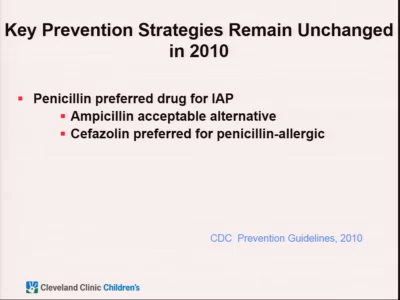 Key Prevention Strategies Remain Unchanged
in 2010
Penicillin preferred drug for IAP
Ampicillin acceptable alternative
Cefazolin preferred for penicillin-allergic
CDC Prevention Guidelines, 2010
Cleveland Clinic Children's